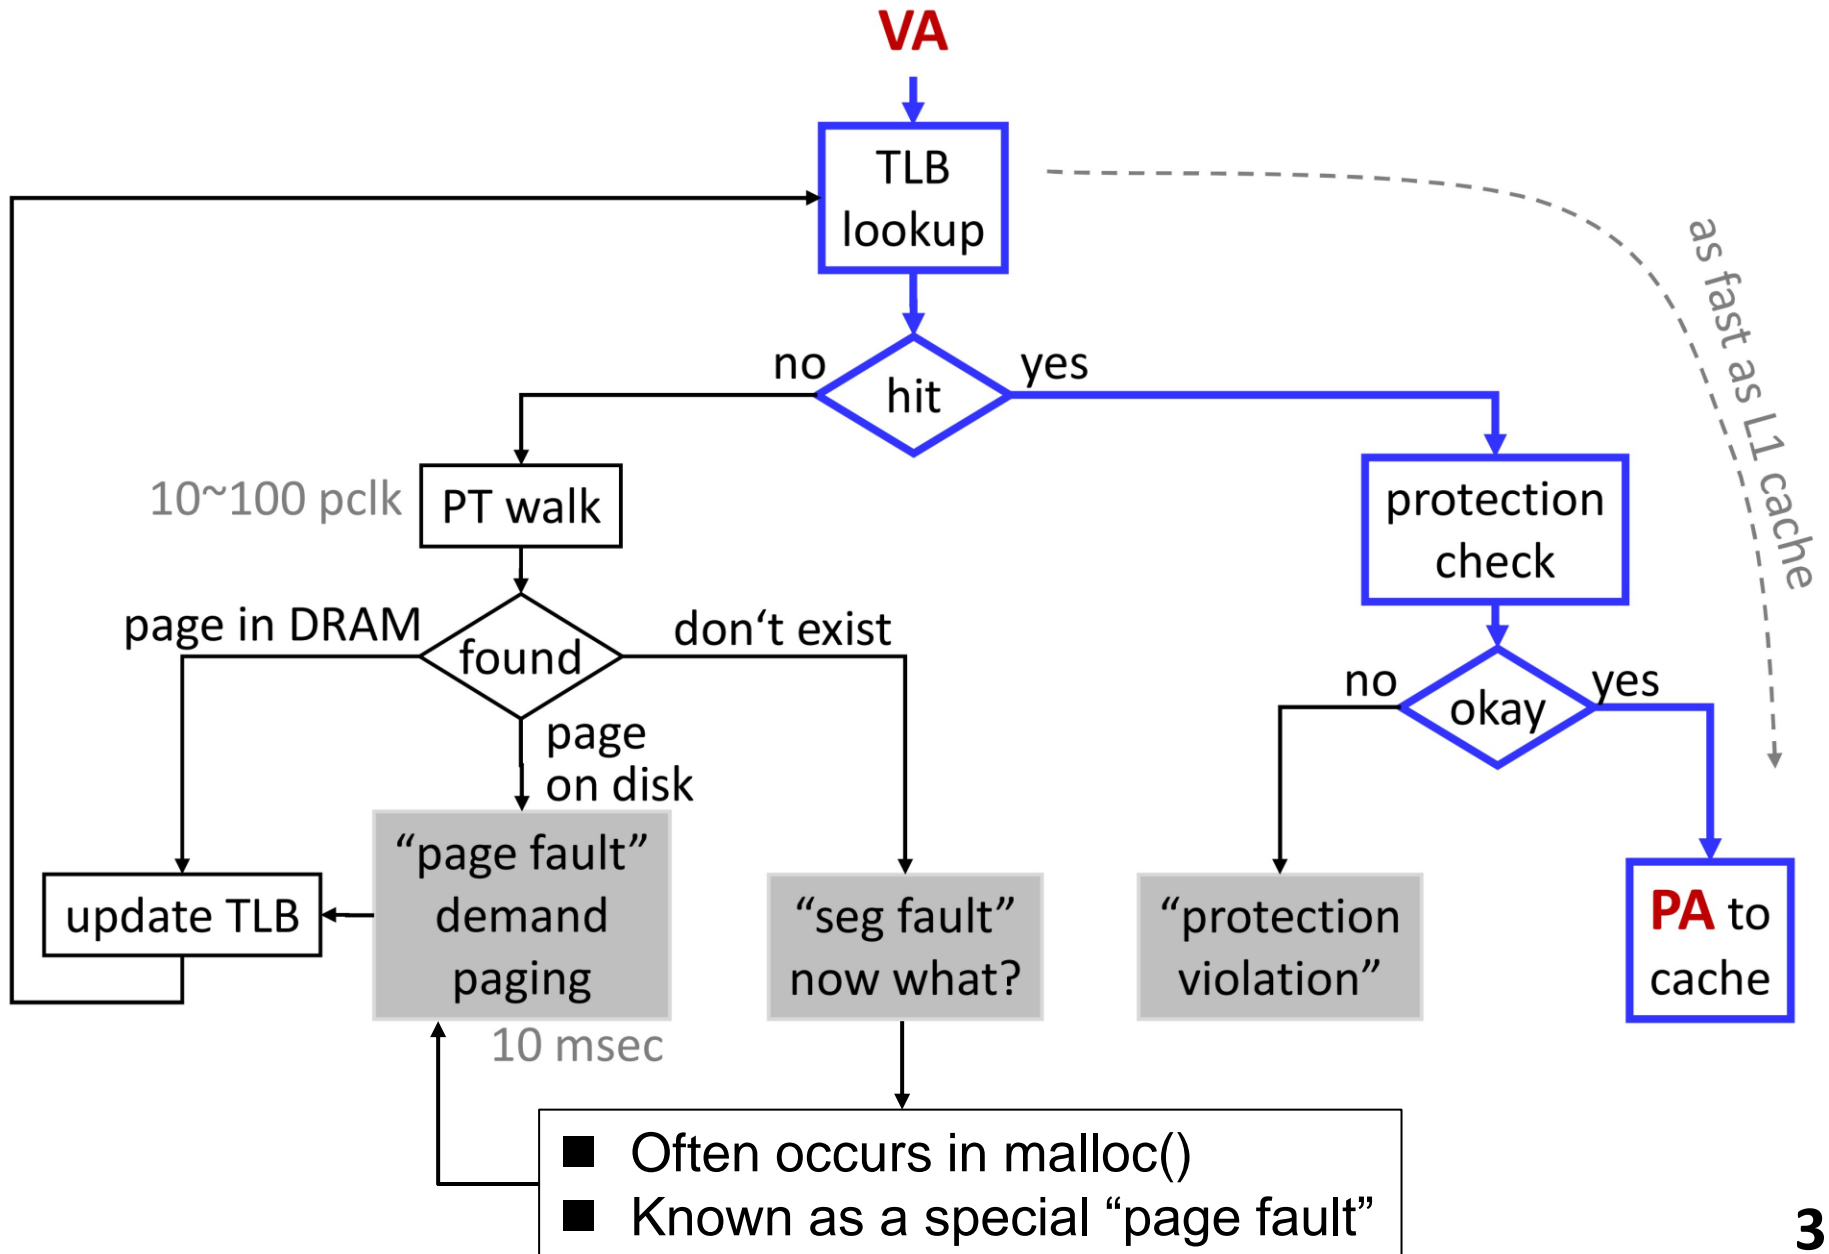 VA
TLB
lookup
as fast as L1 cache
no
yes
hit
10~100 pclk
PT walk
protection
check
page in DRAM
found
don‘t exist
no
okay
yes
page
on disk
“page fault”
demand
paging
update TLB
“seg fault”
now what?
“protection
violation”
PA to
cache
10 msec
■ Often occurs in malloc()
■ Known as a special “page fault”
3